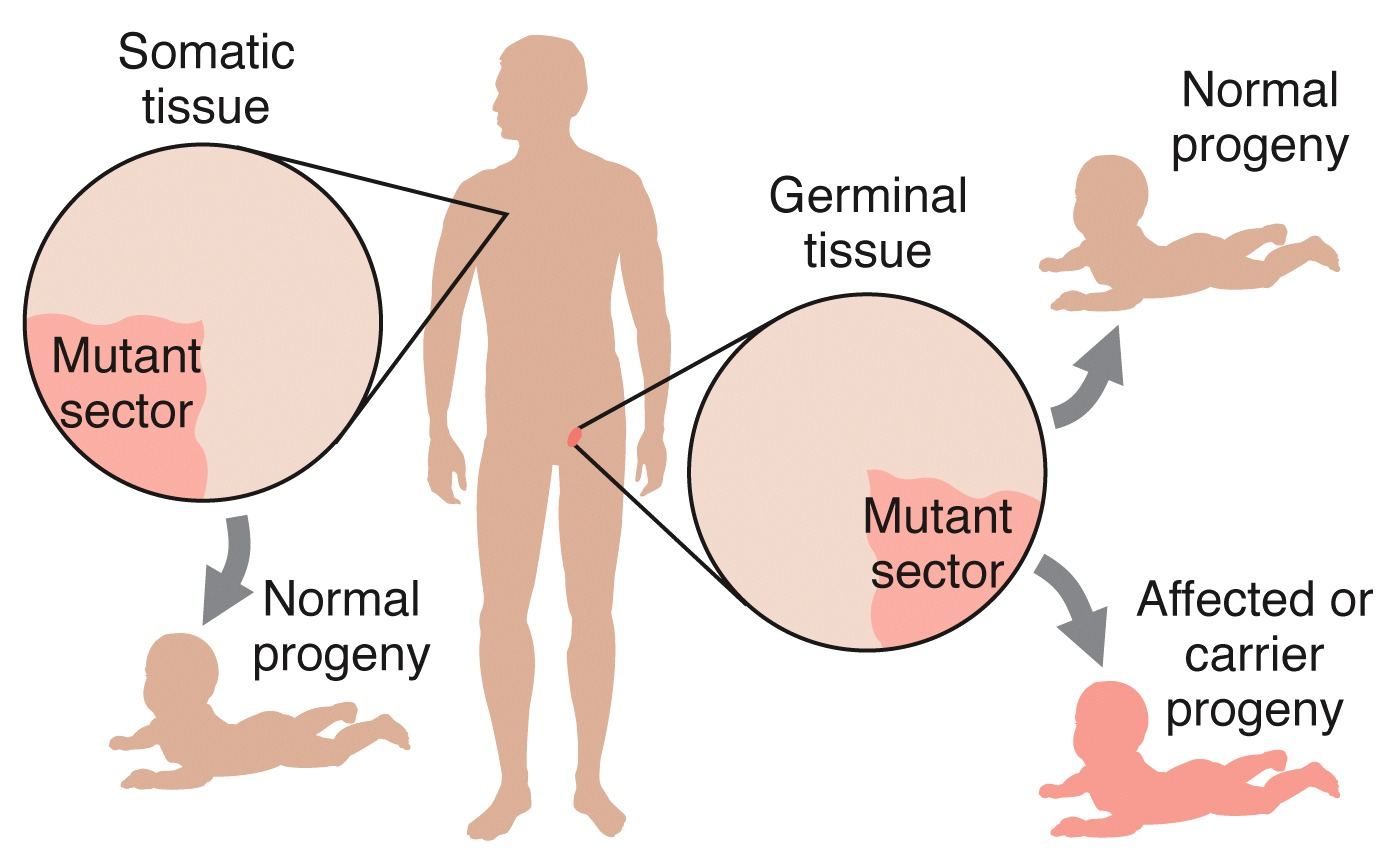 Somatic
tissue
Mutant
sector
Normal
progeny
Germinal
tissue
Mutant
sector
Normal
progeny
Affected or
carrier
progeny